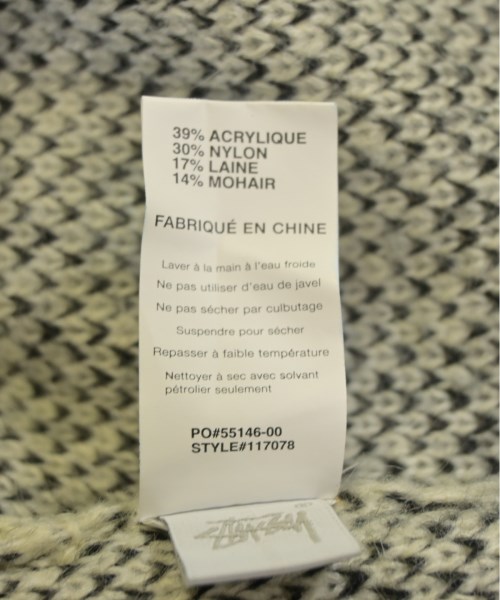 39% ACRYLIQUE
30% NYLON
17% LAINE
14% MOHAIR
FABRIQUÉ EN CHINE
Laver à la main à l'eau froide
Ne pas utiliser d'eau de javel
Ne pas sécher par culbutage
Suspendre pour sécher
Repasser à faible température
Nettoyer à sec avec solvant
pétrolier seulement
PO#55146-00
STYLE#117078
Stüssy